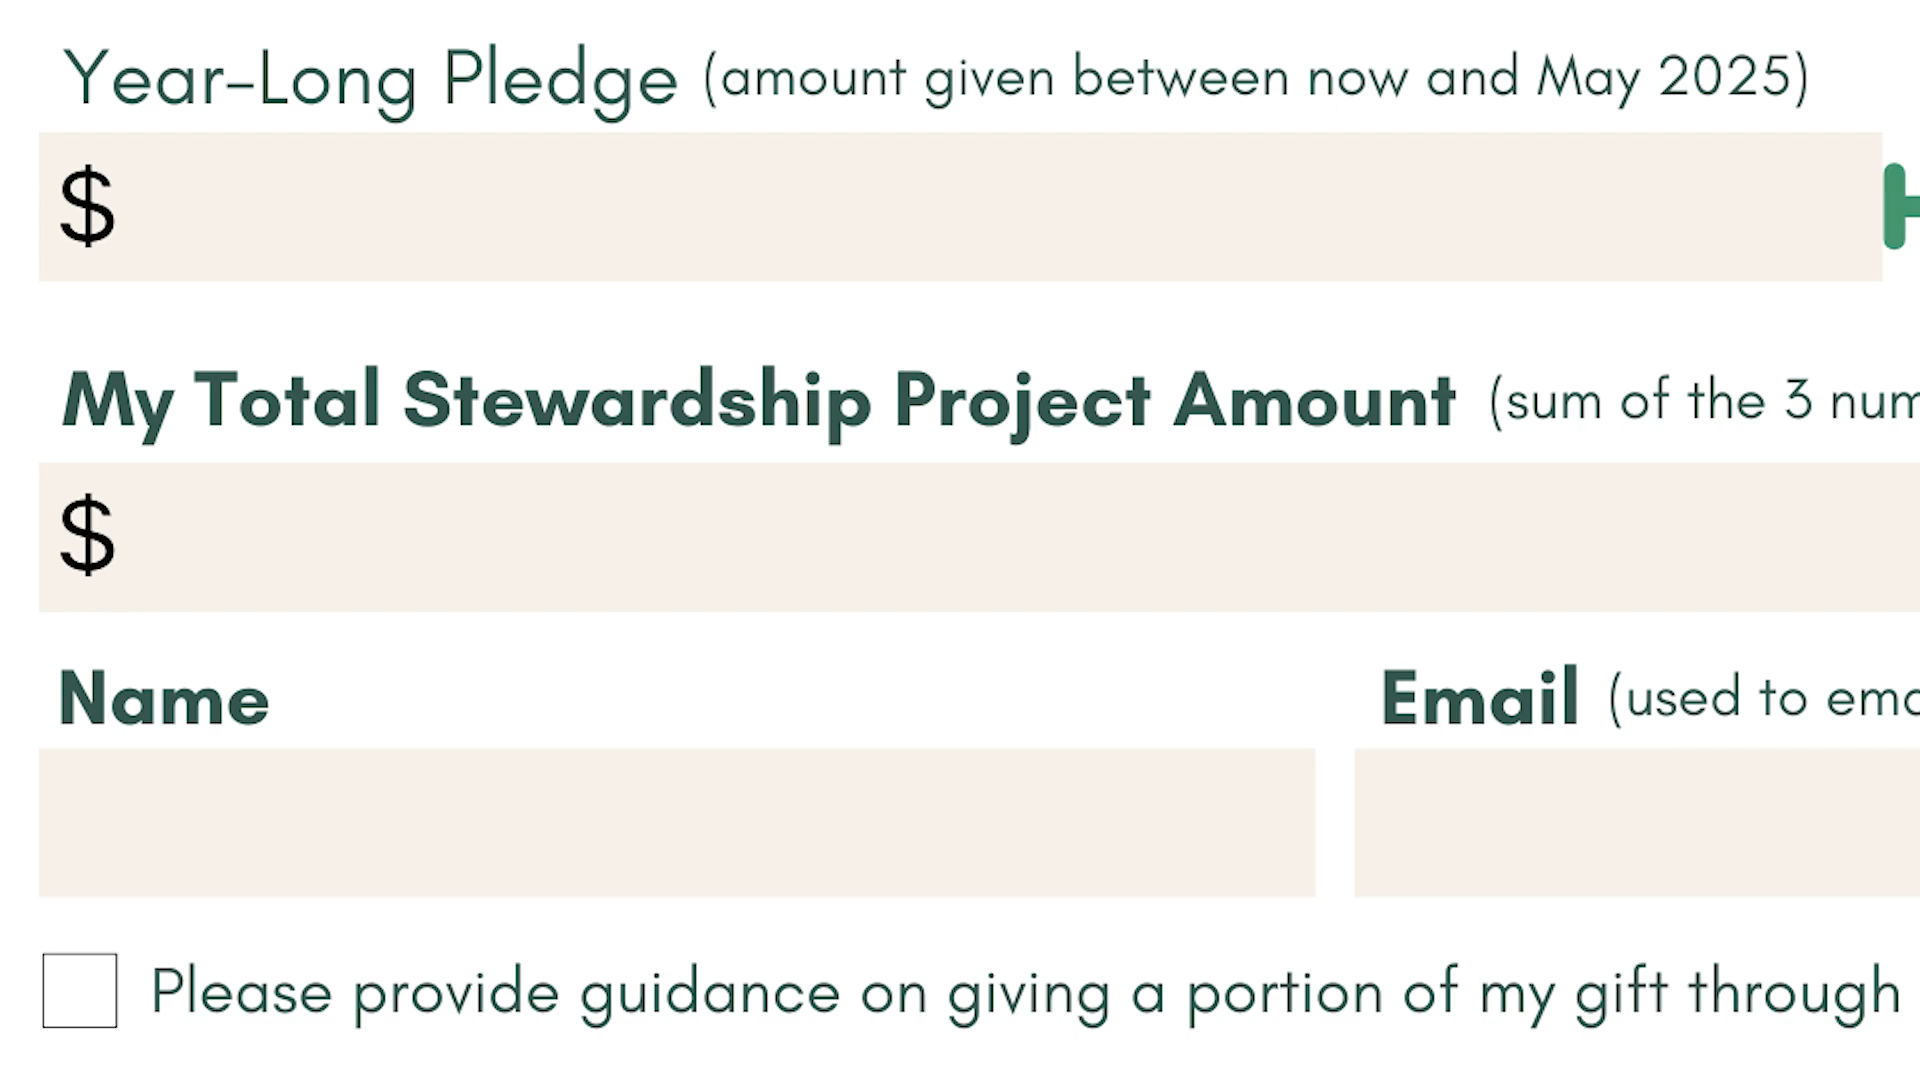 Year-Long Pledge (amount given between now and May 2025)
$
My Total Stewardship Project Amount (sum of the 3
$
Name Email (used to
Please provide guidance on giving a portion of my gift through